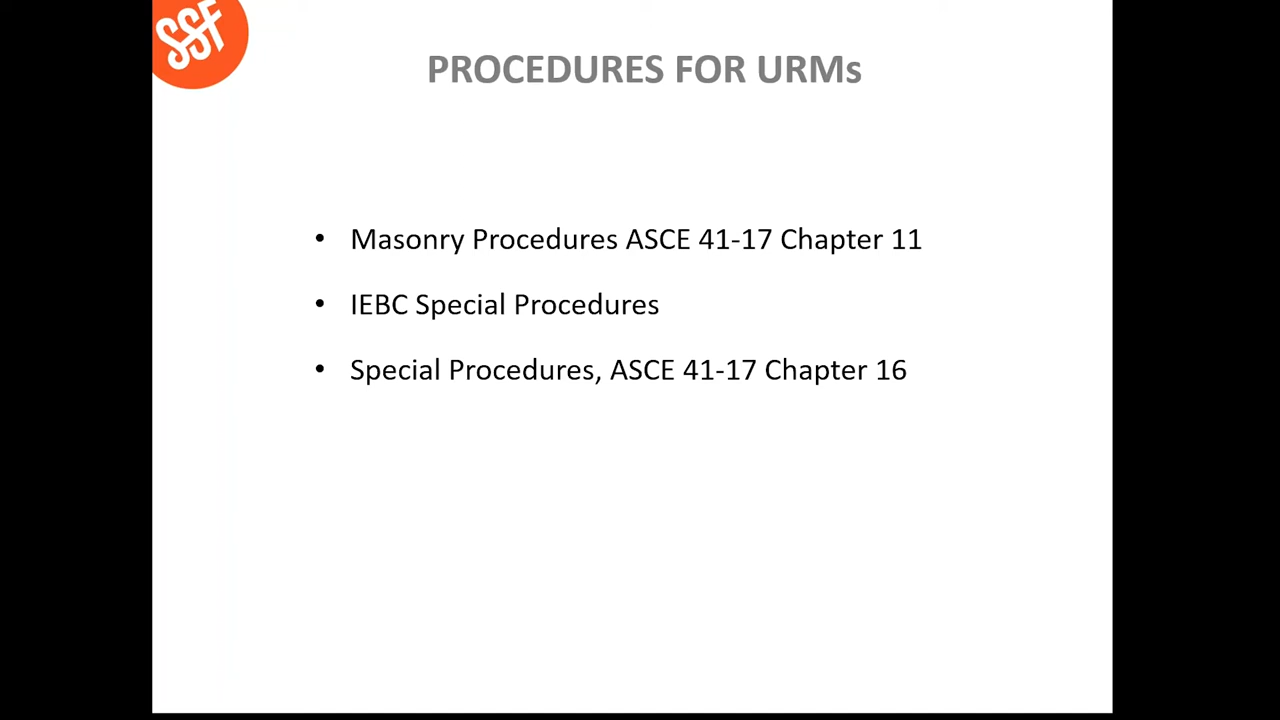 SSF
PROCEDURES FOR URMs
• Masonry Procedures ASCE 41-17 Chapter 11
• IEBC Special Procedures
• Special Procedures, ASCE 41-17 Chapter 16